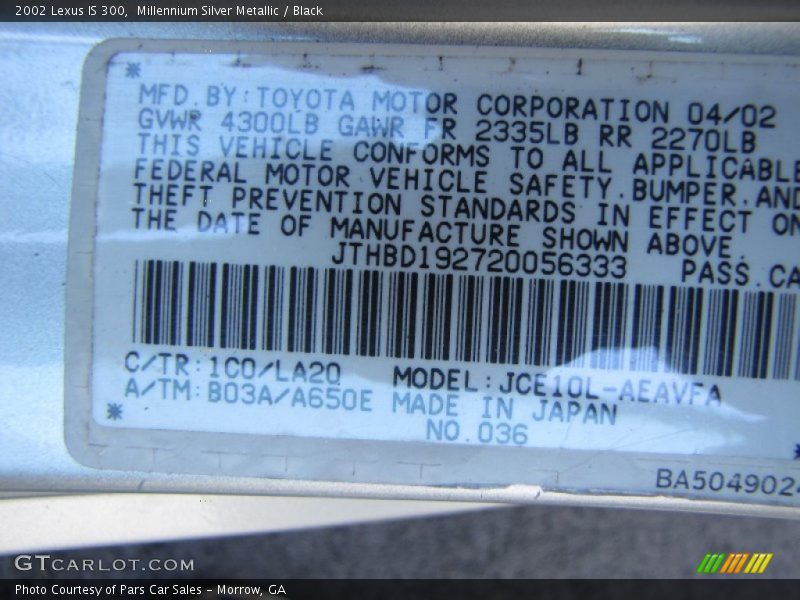 2002 Lexus IS 300, Millennium Silver Metallic / Black
MFD. BY: TOYOTA MOTOR CORPORATION 04/02
GVWR 4300LB GAWR FR 2335LB RR 2270LB
THIS VEHICLE CONFORMS TO ALL APPLICABLE
FEDERAL MOTOR VEHICLE SAFETY. BUMPER. AND
THEFT PREVENTION STANDARDS IN EFFECT ON
THE DATE OF MANUFACTURE SHOWN ABOVE.
JTHBD192720056333 PASS. CA
C/TR: 1C0/LA20 MODEL: JCE10L-AEAVFA
A/TM: B03A/A650E MADE IN JAPAN
NO. 036
BA504902
GTCARLOT.COM
Photo Courtesy of Pars Car Sales - Morrow, GA